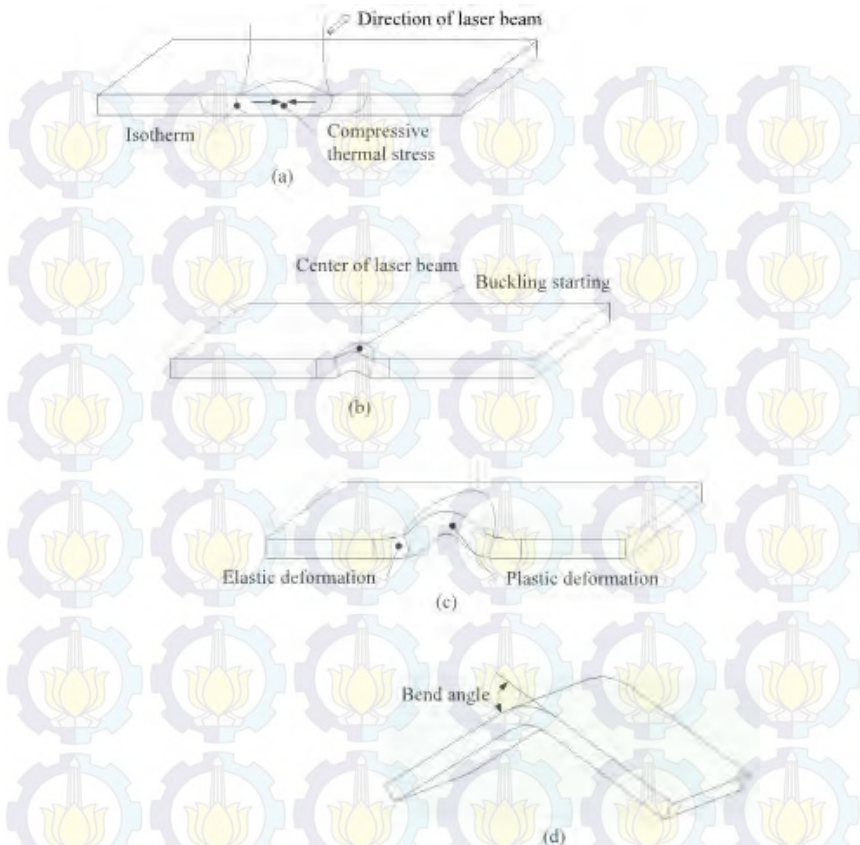 Direction of laser beam
Isotherm
Compressive
thermal stress
(a)
Center of laser beam
Buckling starting
(b)
Elastic deformation
Plastic deformation
(c)
Bend angle
(d)